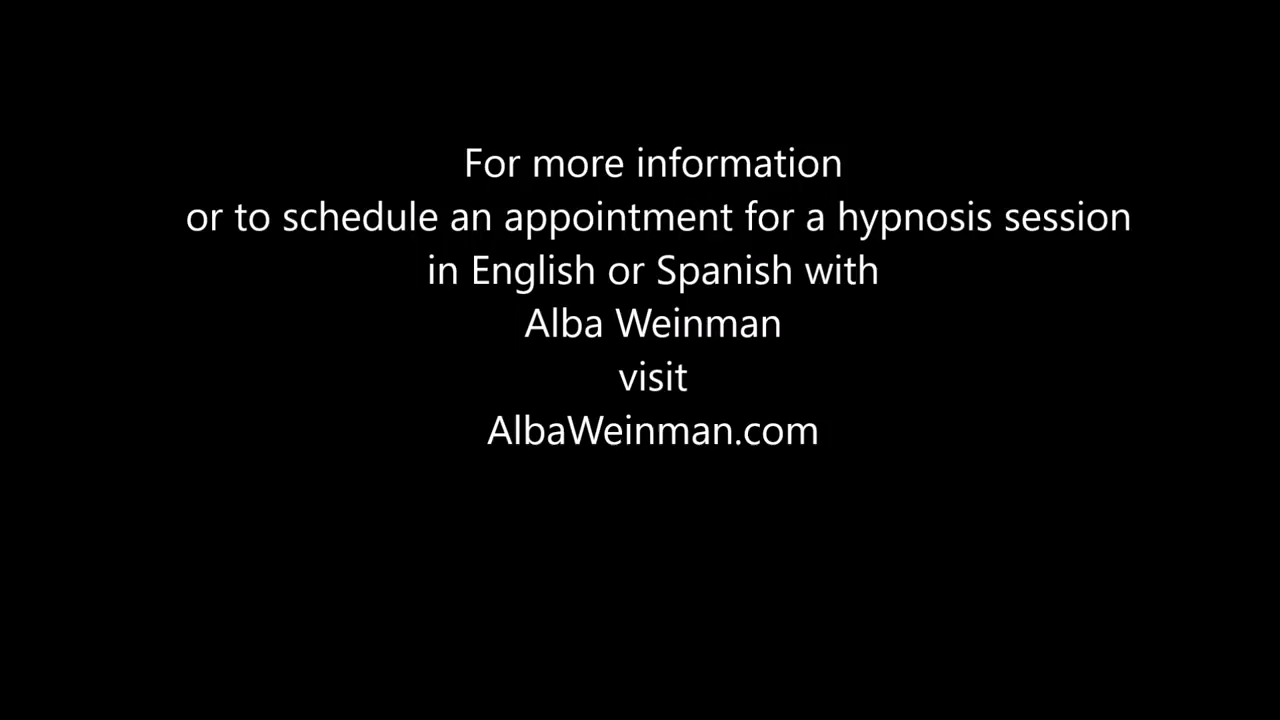 For more information
or to schedule an appointment for a hypnosis session
in English or Spanish with
Alba Weinman
visit
AlbaWeinman.com